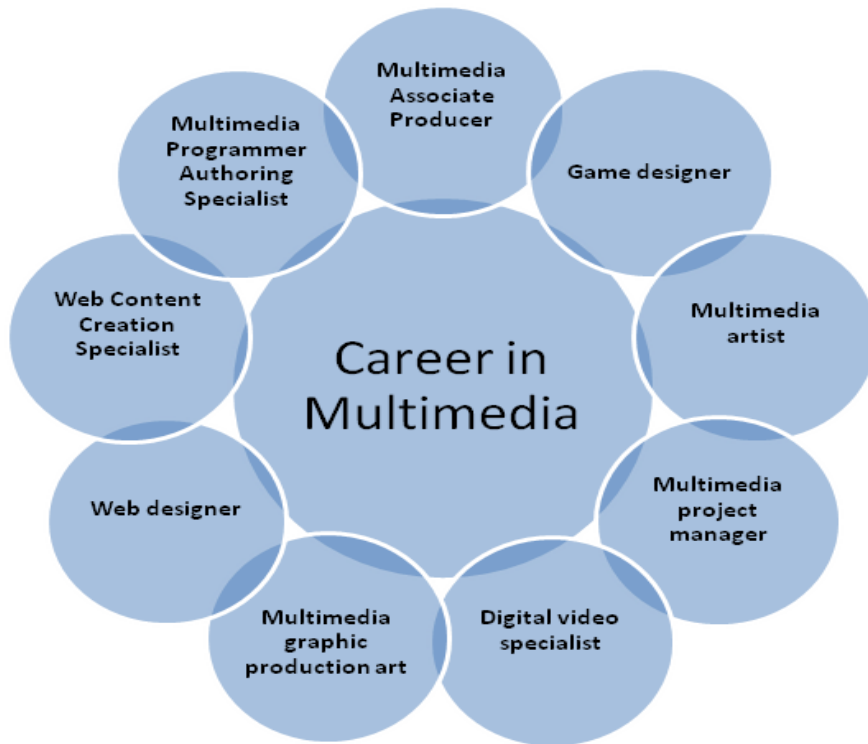 Multimedia
Associate
Producer
Game designer
Multimedia
artist
Multimedia
project
manager
Digital video
specialist
Multimedia
graphic
production art
Web designer
Web Content
Creation
Specialist
Multimedia
Programmer
Authoring
Specialist
Career in
Multimedia